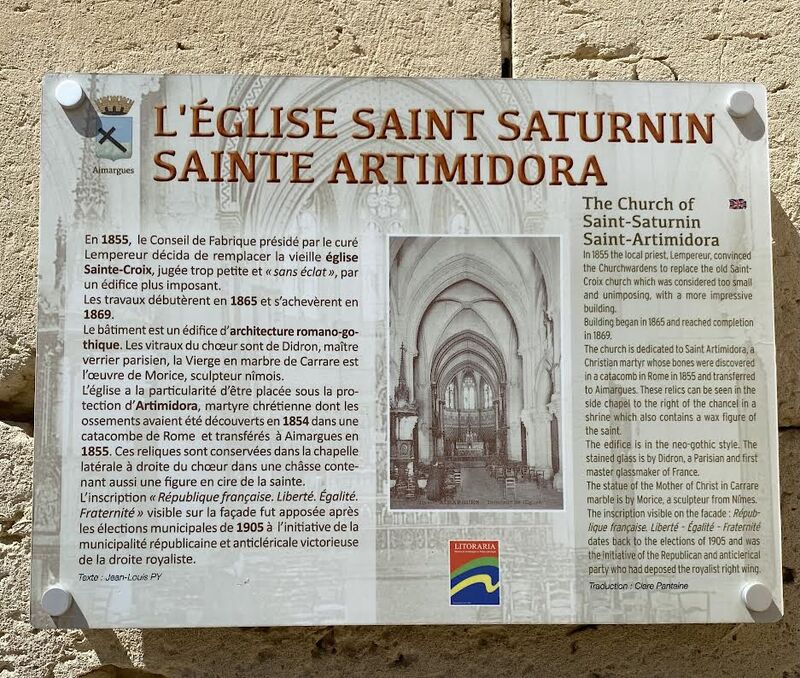 Aimargues
L'ÉGLISE SAINT SATURNIN
SAINTE ARTIMIDORA
En 1855, le Conseil de Fabrique présidé par le curé
Lempereur décida de remplacer la vieille église
Sainte-Croix, jugée trop petite et « sans éclat », par
un édifice plus imposant.
Les travaux débutèrent en 1865 et s'achevèrent en
1869.
Le bâtiment est un édifice d'architecture romano-go-
thique. Les vitraux du chœur sont de Didron, maître
verrier parisien, la Vierge en marbre de Carrare est
l'œuvre de Morice, sculpteur nîmois.
L'église a la particularité d'être placée sous la pro-
tection d'Artimidora, martyre chrétienne dont les
ossements avaient été découverts en 1854 dans une
catacombe de Rome et transférés à Aimargues en
1855. Ces reliques sont conservées dans la chapelle
latérale à droite du chœur dans une châsse conte-
nant aussi une figure en cire de la sainte.
L'inscription « République française. Liberté. Égalité.
Fraternité » visible sur la façade fut apposée après
les élections municipales de 1905 à l'initiative de la
municipalité républicaine et anticléricale victorieuse
de la droite royaliste.
Texte : Jean-Louis PY
LITORARIA
The Church of
Saint-Saturnin
Saint-Artimidora
In 1855 the local priest, Lempereur, convinced
the Churchwardens to replace the old Saint-
Croix church which was considered too small
and unimposing, with a more impressive
building.
Building began in 1865 and reached completion
in 1869.
The church is dedicated to Saint Artimidora, a
Christian martyr whose bones were discovered
in a catacomb in Rome in 1855 and transferred
to Aimargues. These relics can be seen in the
side chapel to the right of the chancel in a
shrine which also contains a wax figure of
the saint.
The edifice is in the neo-gothic style. The
stained glass is by Didron, a Parisian and first
master glassmaker of France.
The statue of the Mother of Christ in Carrare
marble is by Morice, a sculptor from Nîmes.
The inscription visible on the facade : Répub-
lique française. Liberté - Égalité - Fraternité
dates back to the elections of 1905 and was
the initiative of the Republican and anticlerical
party who had deposed the royalist right wing.
Traduction : Clare Pantaine